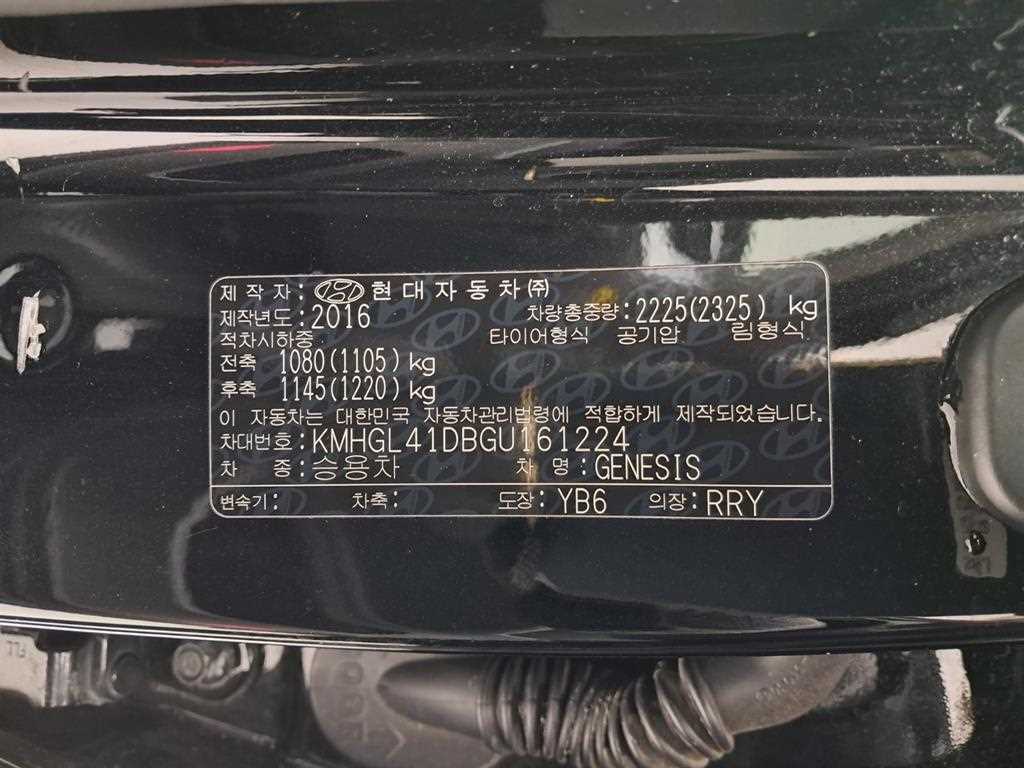 제 작 자: 현대자동차㈜
제작년도: 2016 차량총중량: 2225(2325) kg
적차시하중 타이어형식 공기압 림형식
전축 1080(1105) kg
후축 1145(1220) kg
이 자동차는 대한민국 자동차관리법령에 적합하게 제작되었습니다.
차대번호: KMHGL41DBGU161224
차 종: 승용차 차 명: GENESIS
변속기: 차축: 도장: YB6 의장: RRY